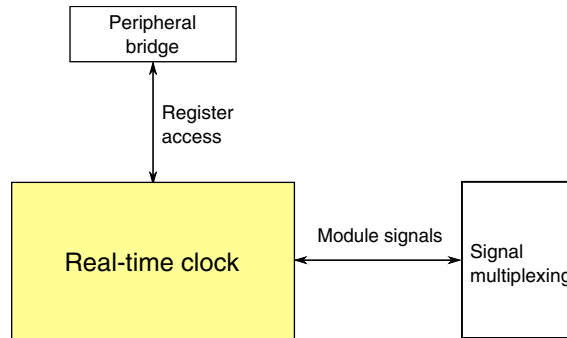 Peripheral
bridge
Register
access
Real-time clock
Module signals
Signal
multiplexing